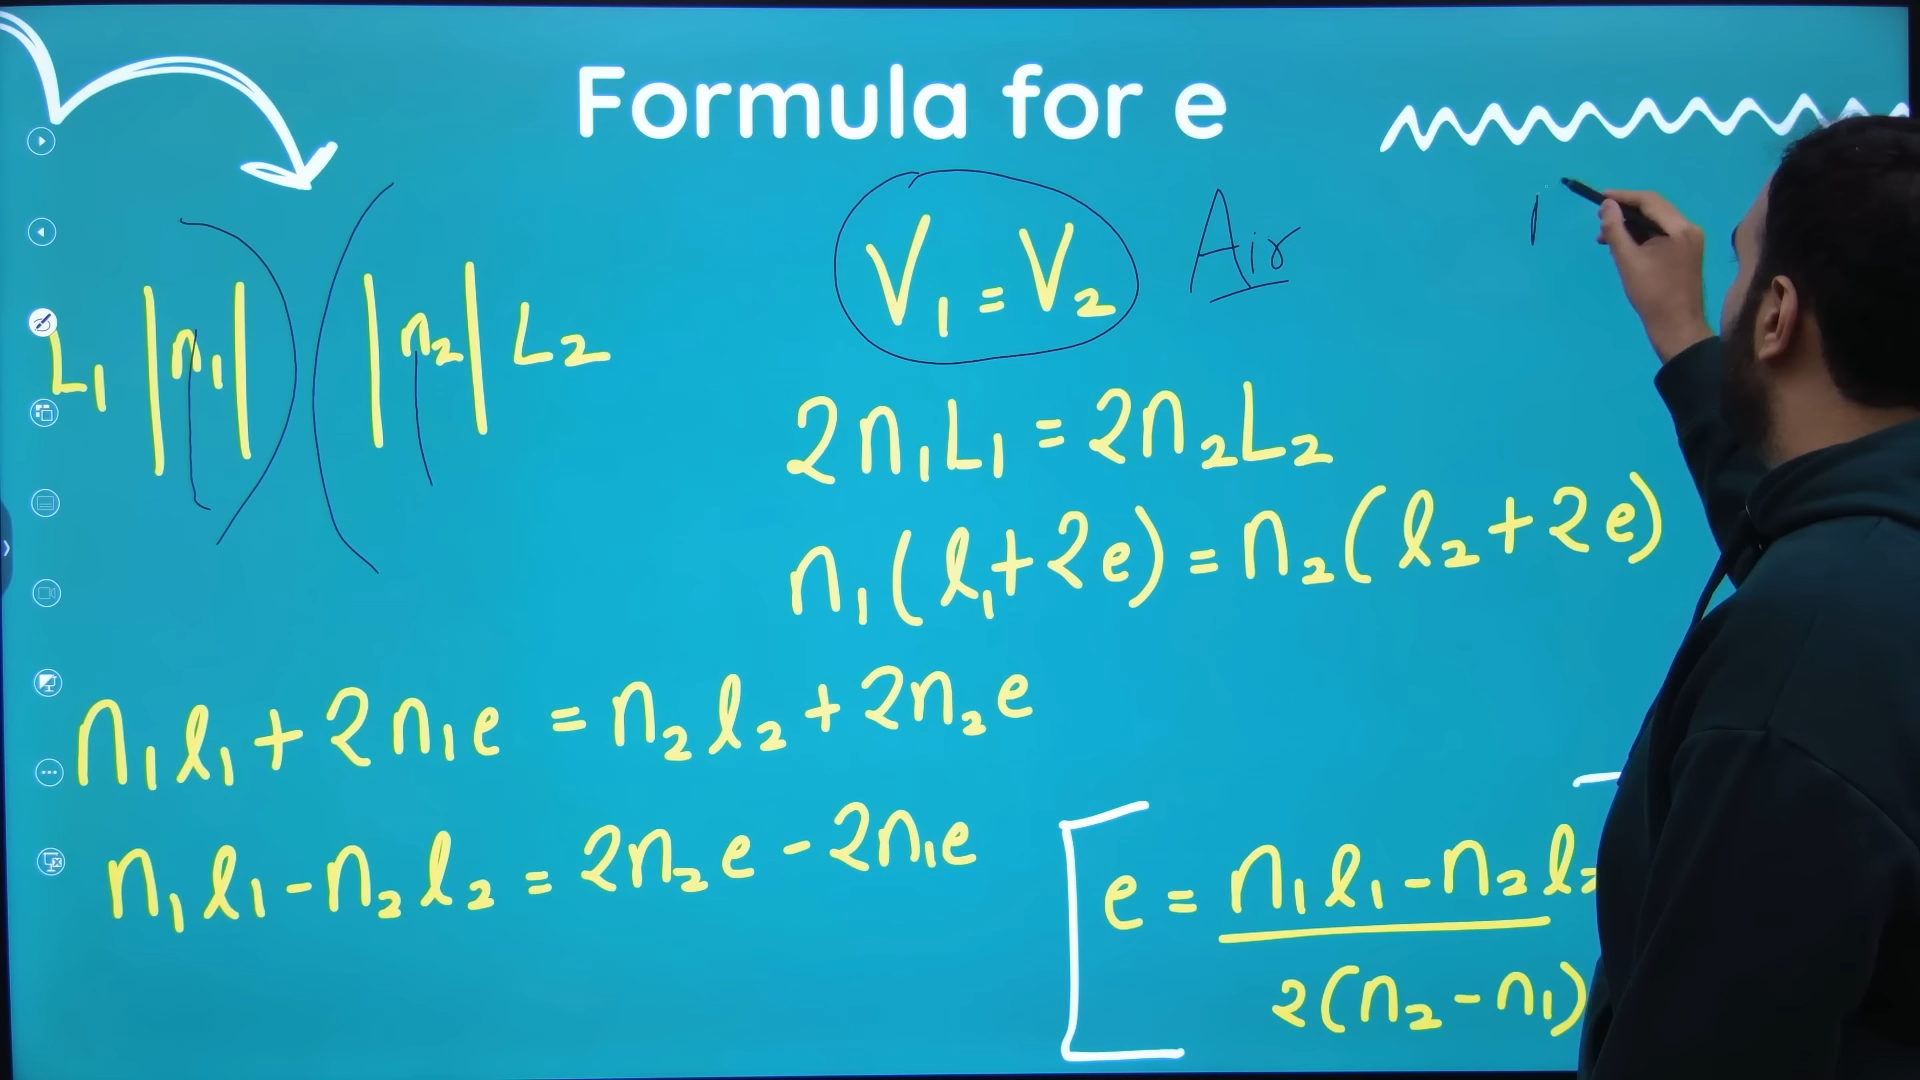 Formula for e
L₁ |n₁| |n₂| L₂
V₁ = V₂ Air
2n₁L₁ = 2n₂L₂
n₁(l₁+2e) = n₂(l₂+2e)
n₁l₁+2n₁e = n₂l₂+2n₂e
n₁l₁-n₂l₂ = 2n₂e-2n₁e
e = n₁l₁-n₂l₂
2(n₂-n₁)